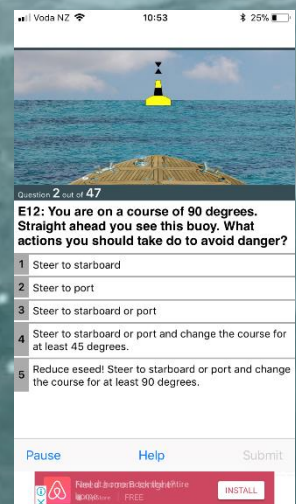 Voda NZ 10:53 25%
Question 2 out of 47
E12: You are on a course of 90 degrees.
Straight ahead you see this buoy. What
actions you should take do to avoid danger?
1 Steer to starboard
2 Steer to port
3 Steer to starboard or port
4 Steer to starboard or port and change the course for
at least 45 degrees.
5 Reduce eseed! Steer to starboard or port and change
the course for at least 90 degrees.
Pause Help Submit
FREE
INSTALL